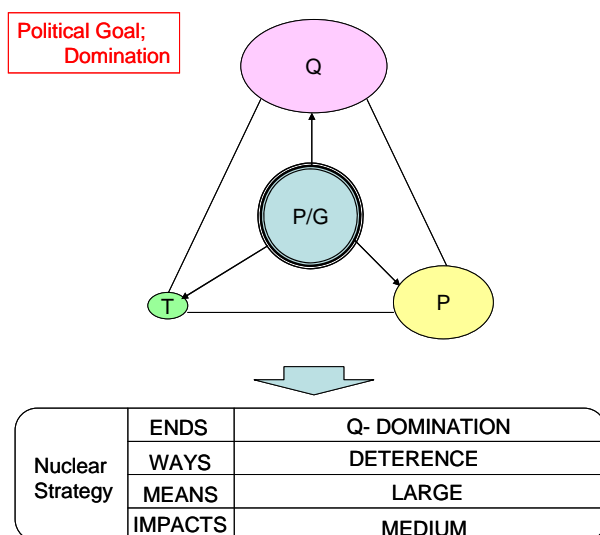 Political Goal;
Domination
Q
P/G
T
P
Nuclear
Strategy
ENDS
Q- DOMINATION
WAYS
DETERENCE
MEANS
LARGE
IMPACTS
MEDIUM